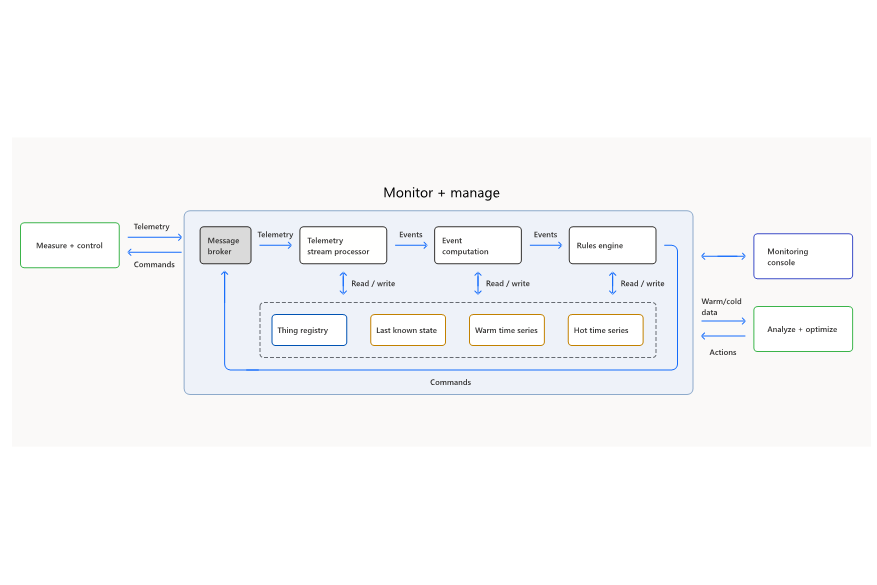 Monitor + manage
Telemetry
Measure + control
Commands
Message
broker
Telemetry
Telemetry
stream processor
Events
Event
computation
Events
Rules engine
Monitoring
console
Read / write
Read / write
Read / write
Warm/cold
data
Thing registry
Last known state
Warm time series
Hot time series
Analyze + optimize
Actions
Commands